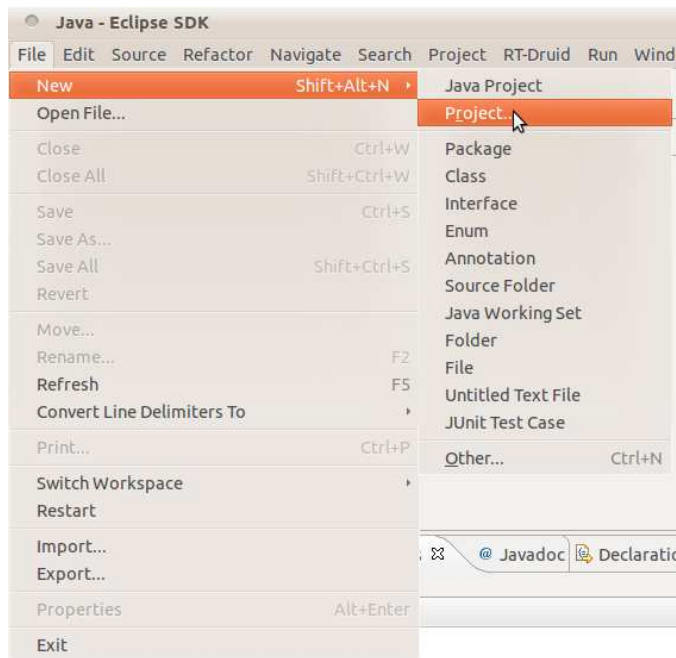 Java - Eclipse SDK
File Edit Source Refactor Navigate Search Project RT-Druid Run Wind
New Shift+Alt+N
Open File...
Close Ctrl+W
Close All Shift+Ctrl+W
Save Ctrl+S
Save As...
Save All Shift+Ctrl+S
Revert
Move...
Rename... F2
Refresh F5
Convert Line Delimiters To
Print... Ctrl+P
Switch Workspace
Restart
Import...
Export...
Properties Alt+Enter
Exit
Java Project
Project...
Package
Class
Interface
Enum
Annotation
Source Folder
Java Working Set
Folder
File
Untitled Text File
JUnit Test Case
Other... Ctrl+N
@ Javadoc Declaratio